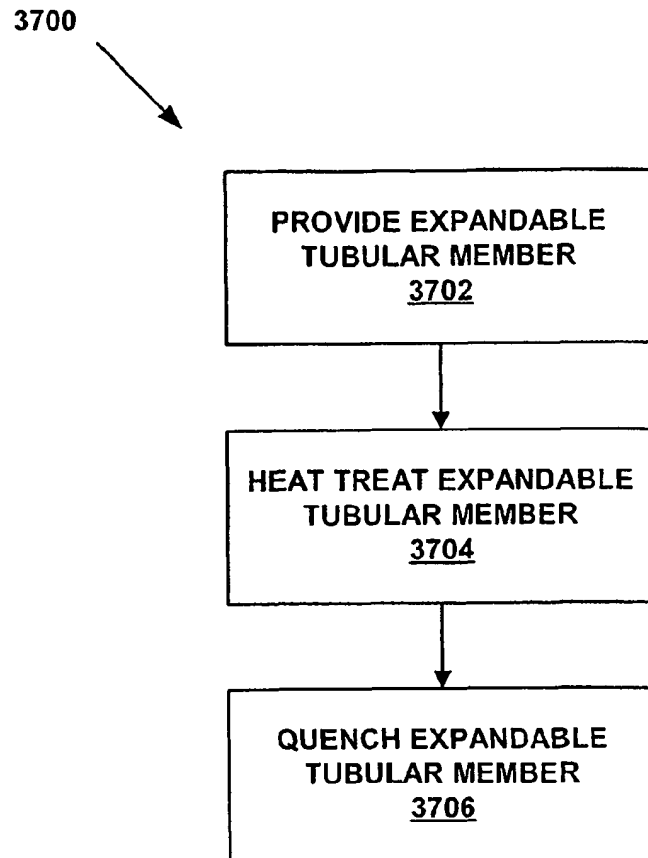 3700
PROVIDE EXPANDABLE
TUBULAR MEMBER
3702
HEAT TREAT EXPANDABLE
TUBULAR MEMBER
3704
QUENCH EXPANDABLE
TUBULAR MEMBER
3706